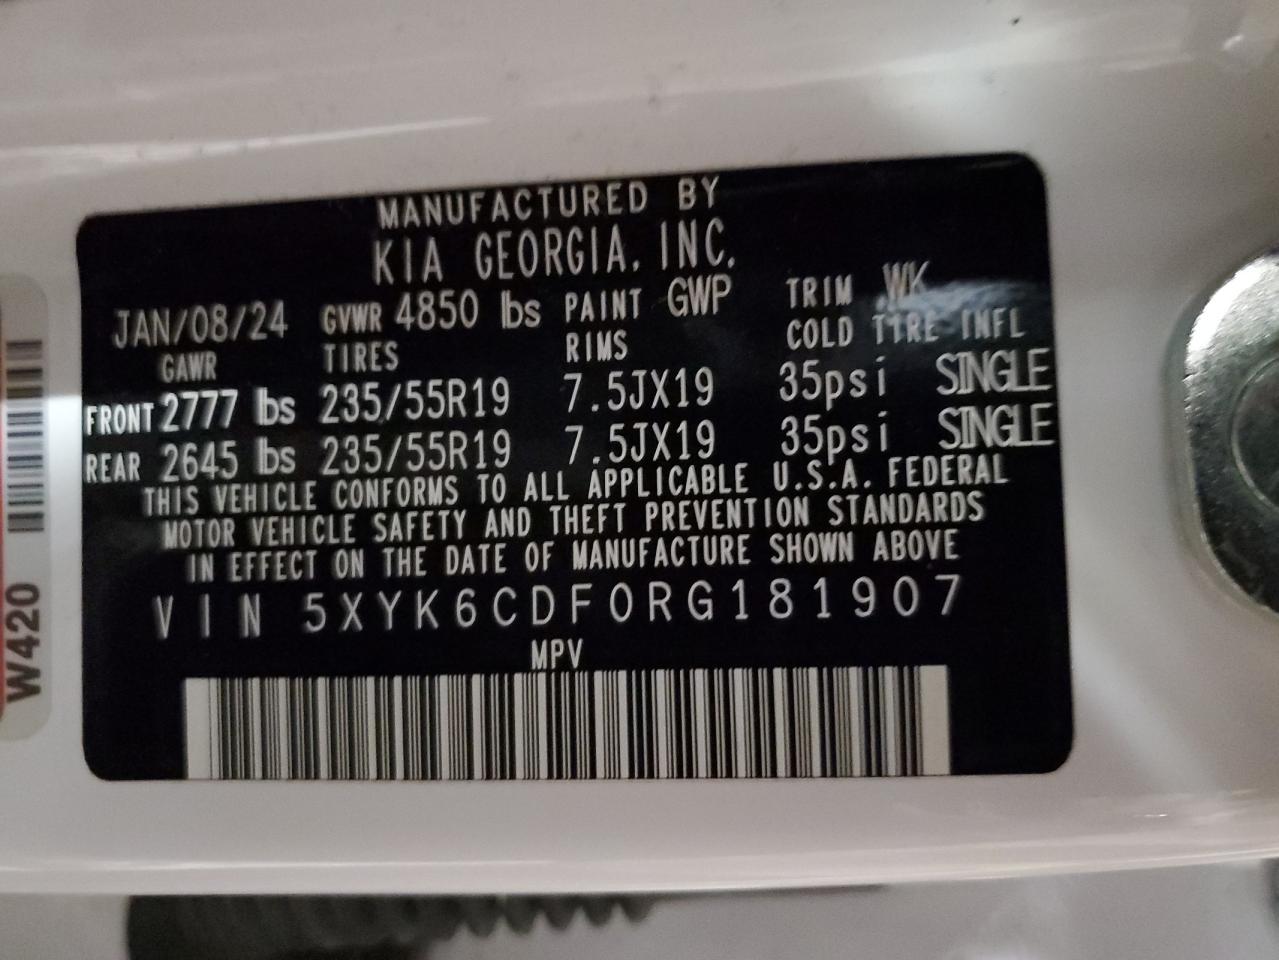 MANUFACTURED BY
KIA GEORGIA, INC.
JAN/08/24 GVWR 4850 lbs PAINT GWP TRIM WK
GAWR TIRES RIMS COLD TIRE INFL
FRONT 2777 lbs 235/55R19 7.5JX19 35psi SINGLE
REAR 2645 lbs 235/55R19 7.5JX19 35psi SINGLE
THIS VEHICLE CONFORMS TO ALL APPLICABLE U.S.A. FEDERAL
MOTOR VEHICLE SAFETY AND THEFT PREVENTION STANDARDS
IN EFFECT ON THE DATE OF MANUFACTURE SHOWN ABOVE
VIN 5XYK6CDF0RG181907
MPV
W420